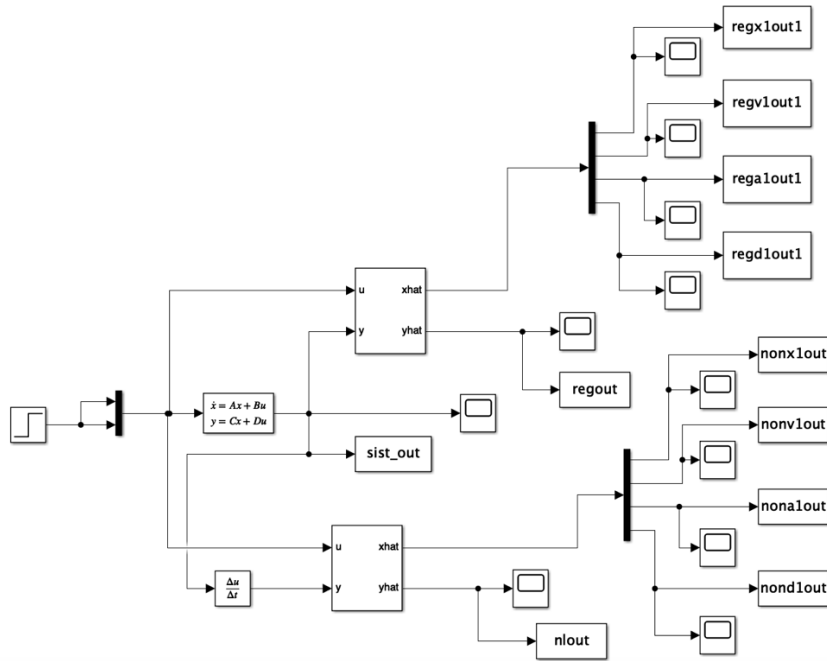 regx1out1
regv1out1
rega1out1
regd1out1
u
xhat
y
yhat
regout
ẋ = Ax + Bu
y = Cx + Du
sist_out
nonx1out
nonv1out
nona1out
nond1out
u
xhat
y
yhat
Δu
Δt
nlout